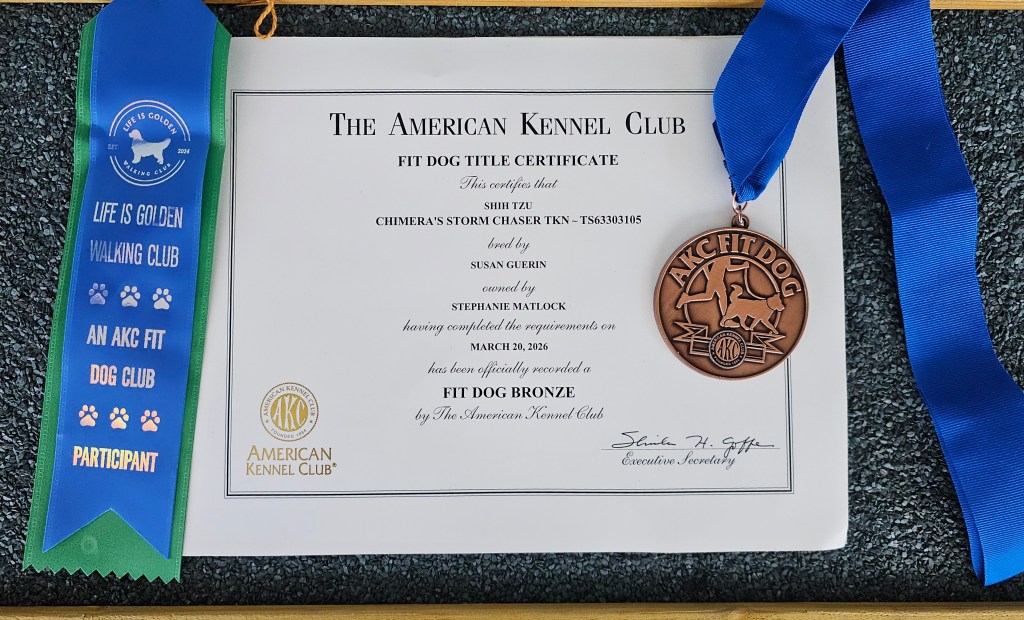 LIFE IS GOLDEN
EST. 2024
WALKING CLUB
LIFE IS GOLDEN
WALKING CLUB
AN AKC FIT
DOG CLUB
PARTICIPANT
THE AMERICAN KENNEL CLUB
FIT DOG TITLE CERTIFICATE
This certifies that
SHIH TZU
CHIMERA'S STORM CHASER TKN – TS63303105
bred by
SUSAN GUERIN
owned by
STEPHANIE MATLOCK
having completed the requirements on
MARCH 20, 2026
has been officially recorded a
FIT DOG BRONZE
by The American Kennel Club
AMERICAN KENNEL CLUB
AKC
FOUNDED 1884
AMERICAN
KENNEL CLUB®
Executive Secretary
AKC FIT DOG
AKC